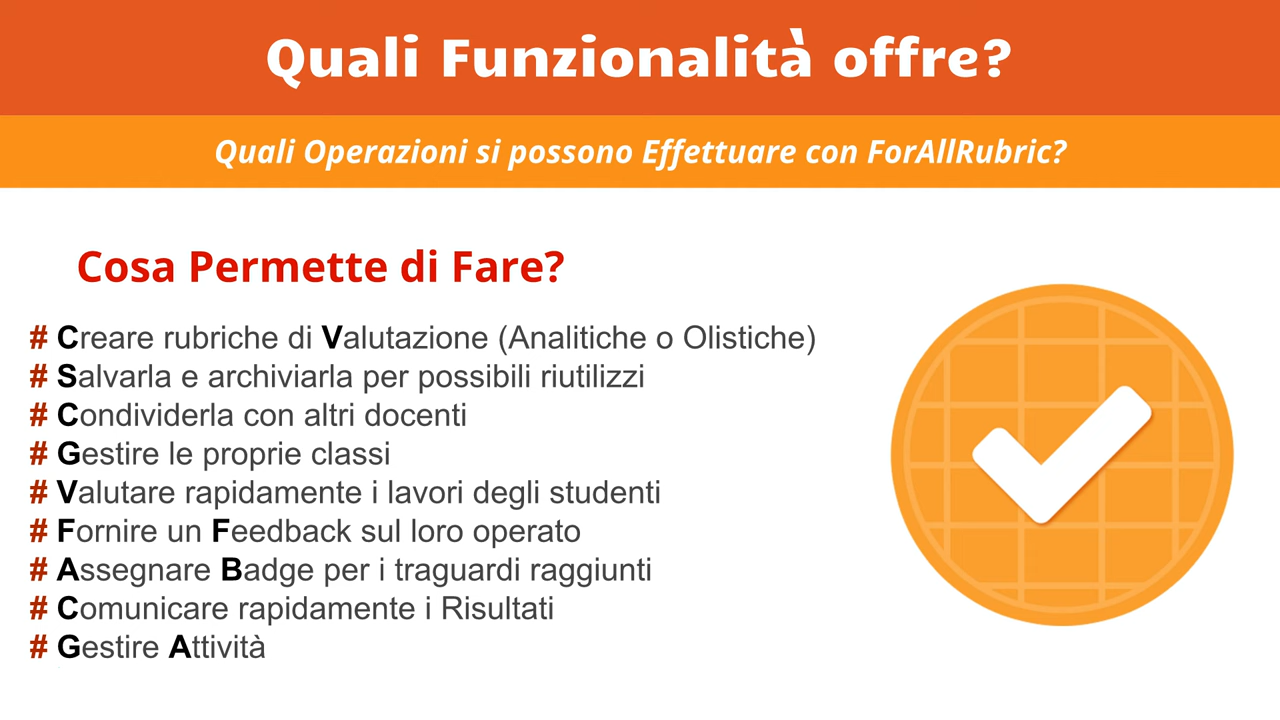 Quali Funzionalità offre?
Quali Operazioni si possono Effettuare con ForAllRubric?
Cosa Permette di Fare?
# Creare rubriche di Valutazione (Analitiche o Olistiche)
# Salvarla e archiviarla per possibili riutilizzi
# Condividerla con altri docenti
# Gestire le proprie classi
# Valutare rapidamente i lavori degli studenti
# Fornire un Feedback sul loro operato
# Assegnare Badge per i traguardi raggiunti
# Comunicare rapidamente i Risultati
# Gestire Attività